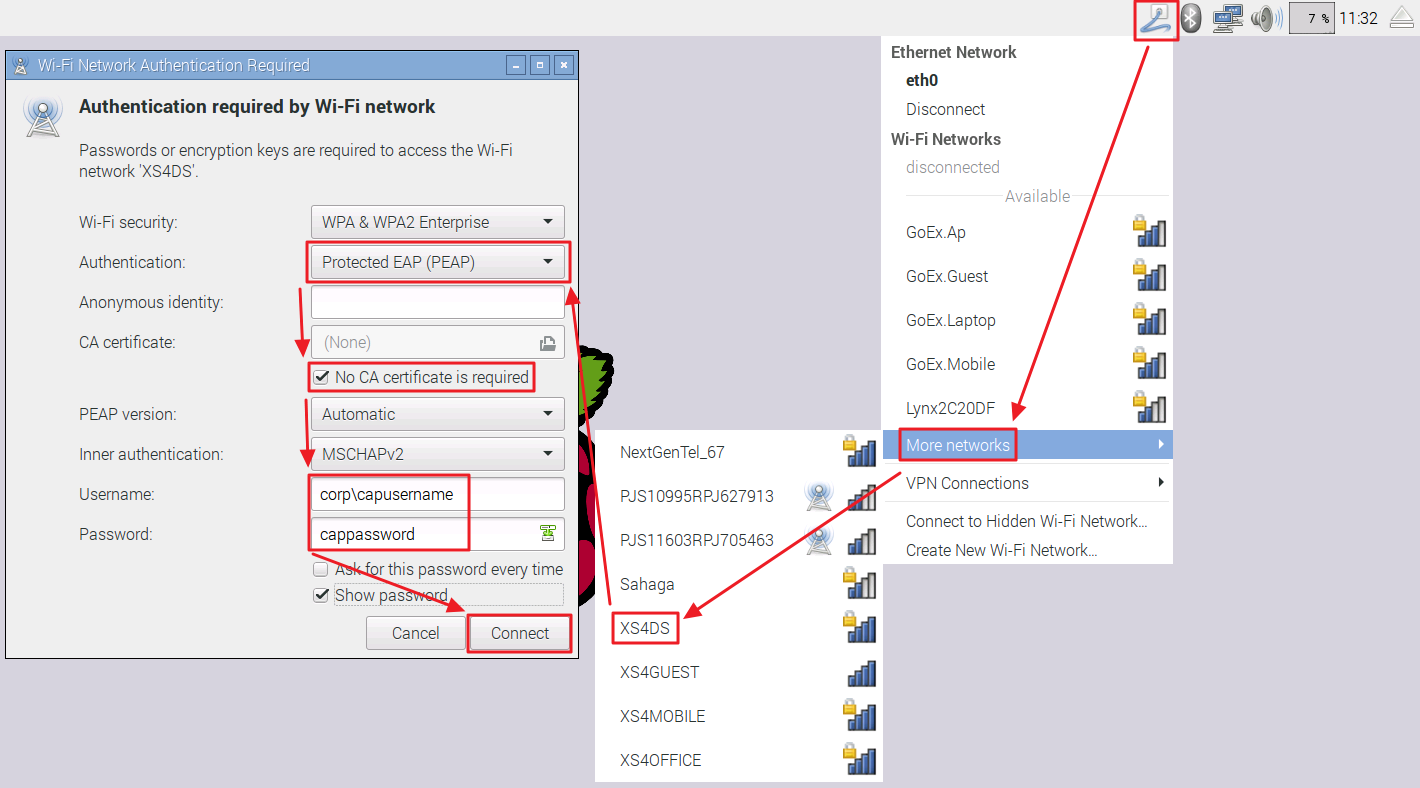 7 %
11:32
Wi-Fi Network Authentication Required
Authentication required by Wi-Fi network
Passwords or encryption keys are required to access the Wi-Fi
network 'XS4DS'.
Wi-Fi security:
WPA & WPA2 Enterprise
Authentication:
Protected EAP (PEAP)
Anonymous identity:
CA certificate:
(None)
No CA certificate is required
PEAP version:
Automatic
Inner authentication:
MSCHAPv2
Username:
corp\capusername
Password:
cappassword
Ask for this password every time
Show password
Cancel
Connect
Ethernet Network
eth0
Disconnect
Wi-Fi Networks
disconnected
Available
GoEx.Ap
GoEx.Guest
GoEx.Laptop
GoEx.Mobile
Lynx2C20DF
More networks
VPN Connections
Connect to Hidden Wi-Fi Network...
Create New Wi-Fi Network...
NextGenTel_67
PJS10995RPJ627913
PJS11603RPJ705463
Sahaga
XS4DS
XS4GUEST
XS4MOBILE
XS4OFFICE